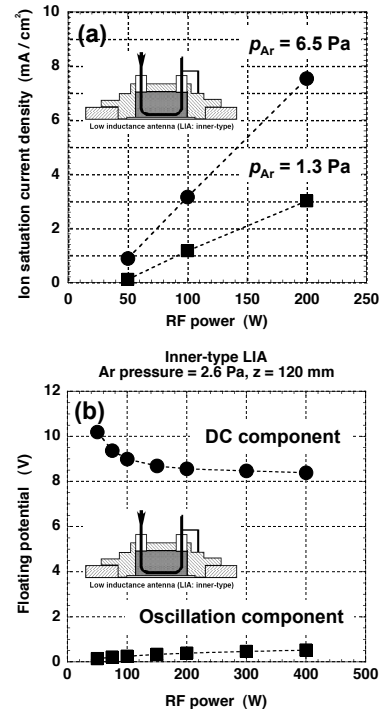 10
(a)
p_Ar = 6.5 Pa
8
Low inductance antenna (LIA: inner-type)
6
p_Ar = 1.3 Pa
4
2
0
0 50 100 150 200 250
RF power (W)
Ion satuation current density (mA / cm²)
Inner-type LIA
Ar pressure = 2.6 Pa, z = 120 mm
12
(b)
10
DC component
8
6
4
Low inductance antenna (LIA: inner-type)
2
Oscillation component
0
0 100 200 300 400 500
RF power (W)
Floating potential (V)